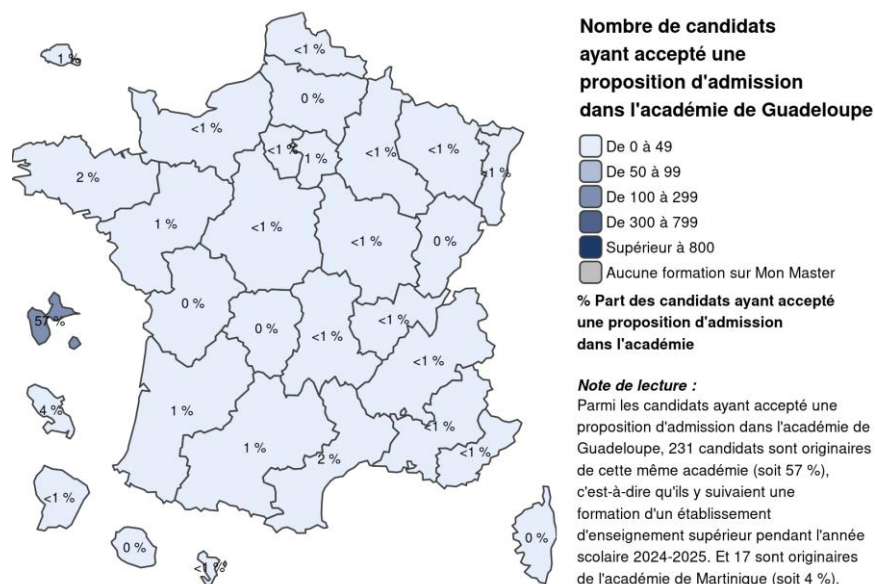 Nombre de candidats
ayant accepté une
proposition d'admission
dans l'académie de Guadeloupe
De 0 à 49
De 50 à 99
De 100 à 299
De 300 à 799
Supérieur à 800
Aucune formation sur Mon Master
% Part des candidats ayant accepté
une proposition d'admission
dans l'académie
Note de lecture :
Parmi les candidats ayant accepté une
proposition d'admission dans l'académie de
Guadeloupe, 231 candidats sont originaires
de cette même académie (soit 57 %),
c'est-à-dire qu'ils y suivaient une
formation d'un établissement
d'enseignement supérieur pendant l'année
scolaire 2024-2025. Et 17 sont originaires
de l'académie de Martinique (soit 4 %).
<1 %
1 %
0 %
<1 %
<1 %
1 %
<1 %
<1 %
<1 %
2 %
1 %
<1 %
<1 %
0 %
0 %
57 %
0 %
<1 %
<1 %
<1 %
4 %
1 %
1 %
2 %
<1 %
<1 %
<1 %
0 %
0 %